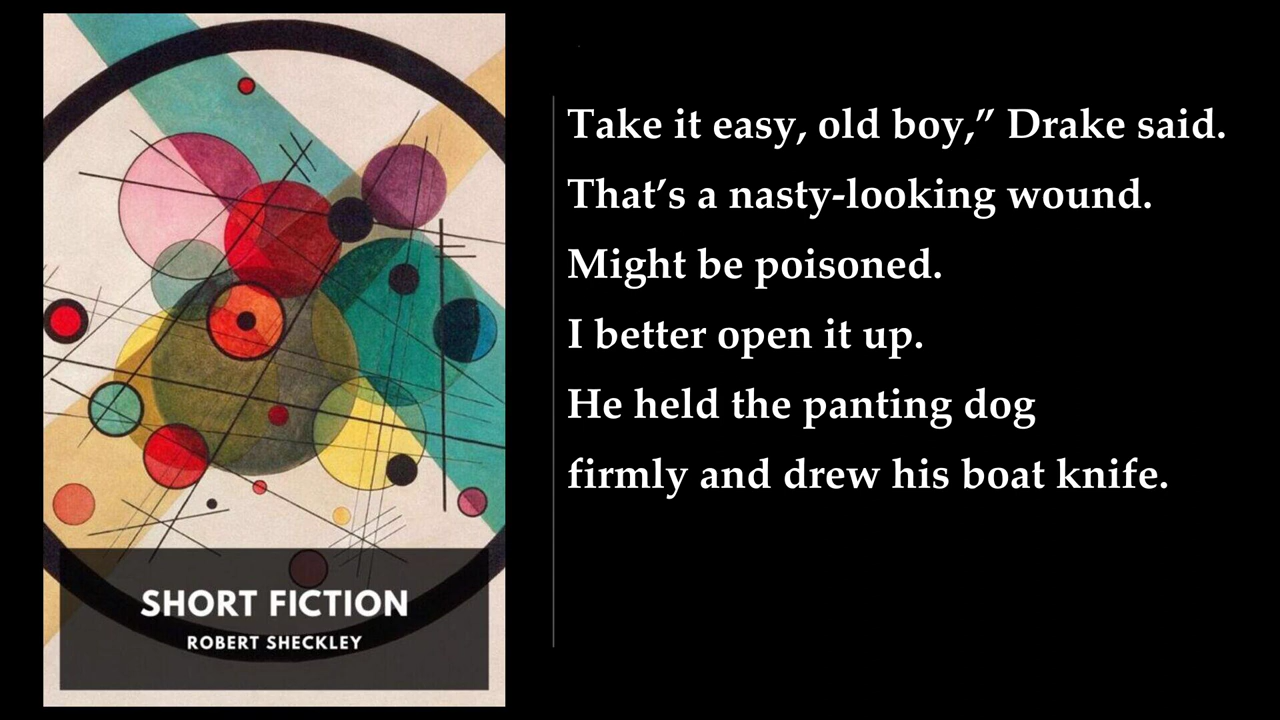 Take it easy, old boy,” Drake said.
That’s a nasty-looking wound.
Might be poisoned.
I better open it up.
He held the panting dog
firmly and drew his boat knife.
SHORT FICTION
ROBERT SHECKLEY